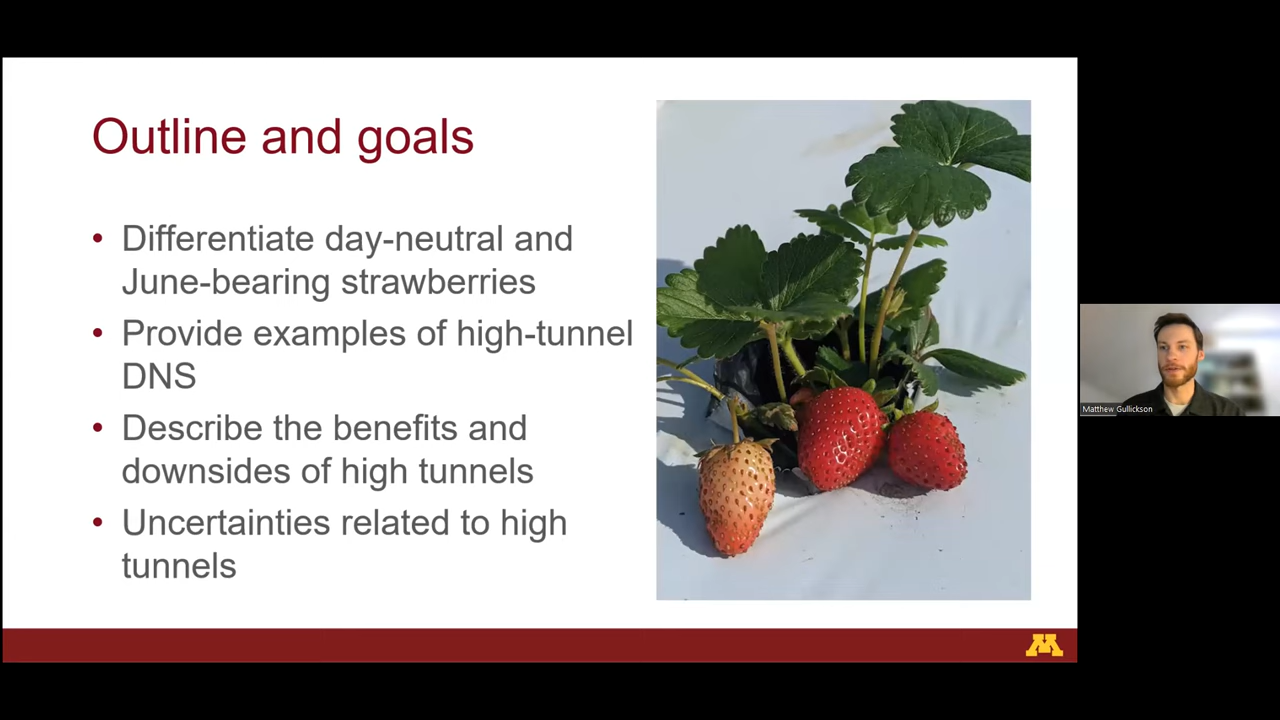 Outline and goals
• Differentiate day-neutral and
June-bearing strawberries
• Provide examples of high-tunnel
DNS
• Describe the benefits and
downsides of high tunnels
• Uncertainties related to high
tunnels
M
Matthew Gullickson